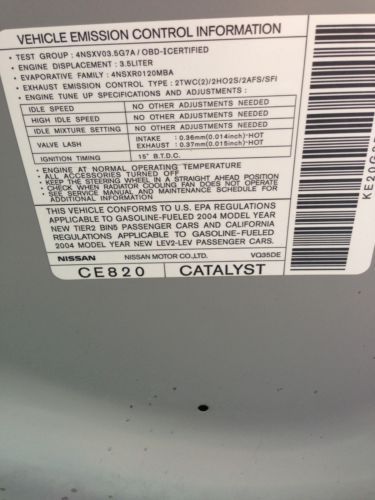 VEHICLE EMISSION CONTROL INFORMATION
• TEST GROUP : 4NSXV03.5G7A / OBD-ICERTIFIED
• ENGINE DISPLACEMENT : 3.5LITER
• EVAPORATIVE FAMILY : 4NSXR0120MBA
• EXHAUST EMISSION CONTROL TYPE : 2TWC(2)/2HO2S/2AFS/SFI
• ENGINE TUNE UP SPECIFICATIONS AND ADJUSTMENTS :
IDLE SPEED NO OTHER ADJUSTMENTS NEEDED
HIGH IDLE SPEED NO OTHER ADJUSTMENTS NEEDED
IDLE MIXTURE SETTING NO OTHER ADJUSTMENTS NEEDED
VALVE LASH INTAKE : 0.36mm(0.014inch)-HOT
EXHAUST : 0.37mm(0.015inch)-HOT
IGNITION TIMING 15° B.T.D.C.
• ENGINE AT NORMAL OPERATING TEMPERATURE
• ALL ACCESSORIES TURNED OFF
• KEEP THE STEERING WHEEL IN A STRAIGHT AHEAD POSITION
• CHECK WHEN RADIATOR COOLING FAN DOES NOT OPERATE
• SEE SERVICE MANUAL AND MAINTENANCE SCHEDULE FOR
ADDITIONAL INFORMATION
THIS VEHICLE CONFORMS TO U.S. EPA REGULATIONS
APPLICABLE TO GASOLINE-FUELED 2004 MODEL YEAR
NEW TIER2 BIN5 PASSENGER CARS AND CALIFORNIA
REGULATIONS APPLICABLE TO GASOLINE-FUELED
2004 MODEL YEAR NEW LEV2-LEV PASSENGER CARS.
NISSAN NISSAN MOTOR CO.,LTD. VQ35DE
CE820 CATALYST